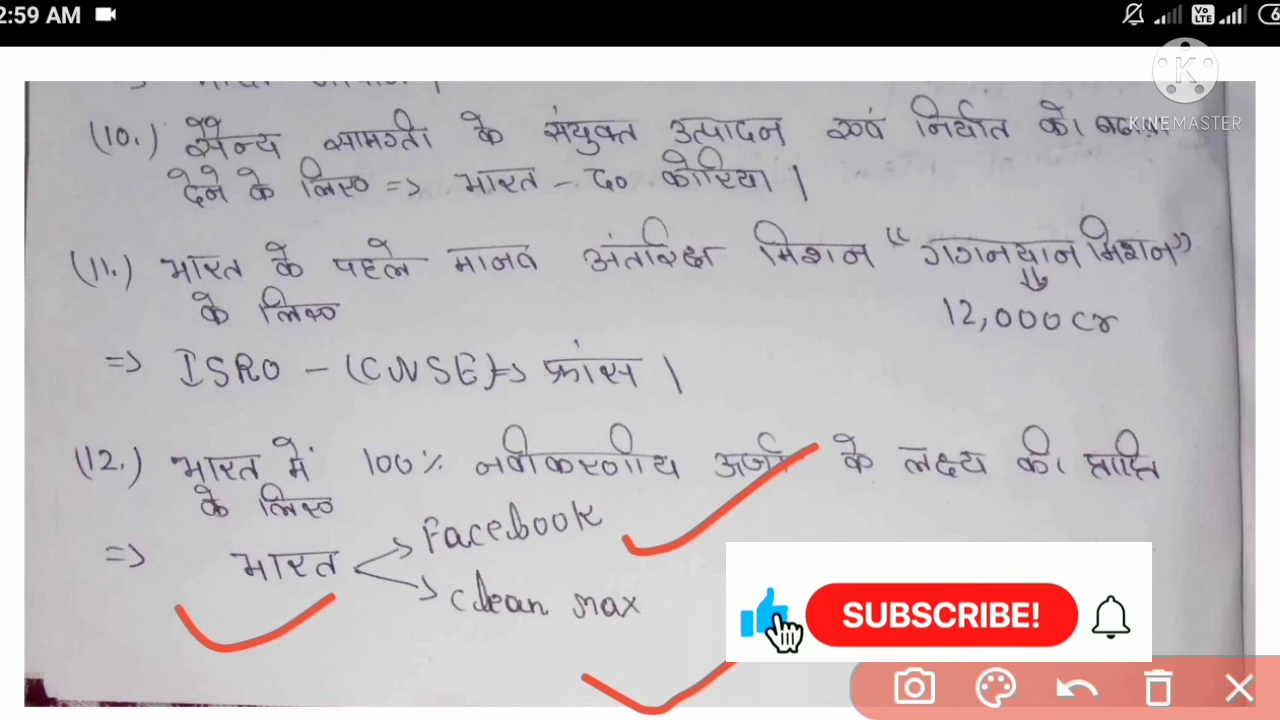 2:59 AM
KINEMASTER
(10.) सैन्य सामग्री के संयुक्त उत्पादन एवं निर्यात को
देने के लिए => भारत - द० कोरिया |
(11.) भारत के पहले मानव अंतरिक्ष मिशन “गगनयान मिशन”
के लिए
12,000 cr
=> ISRO - (CNSE) => फ्रांस |
(12.) भारत में 100% नवीकरणीय ऊर्जा के लक्ष्य की प्राप्ति
के लिए
=> भारत -> Facebook
-> clean max
SUBSCRIBE!